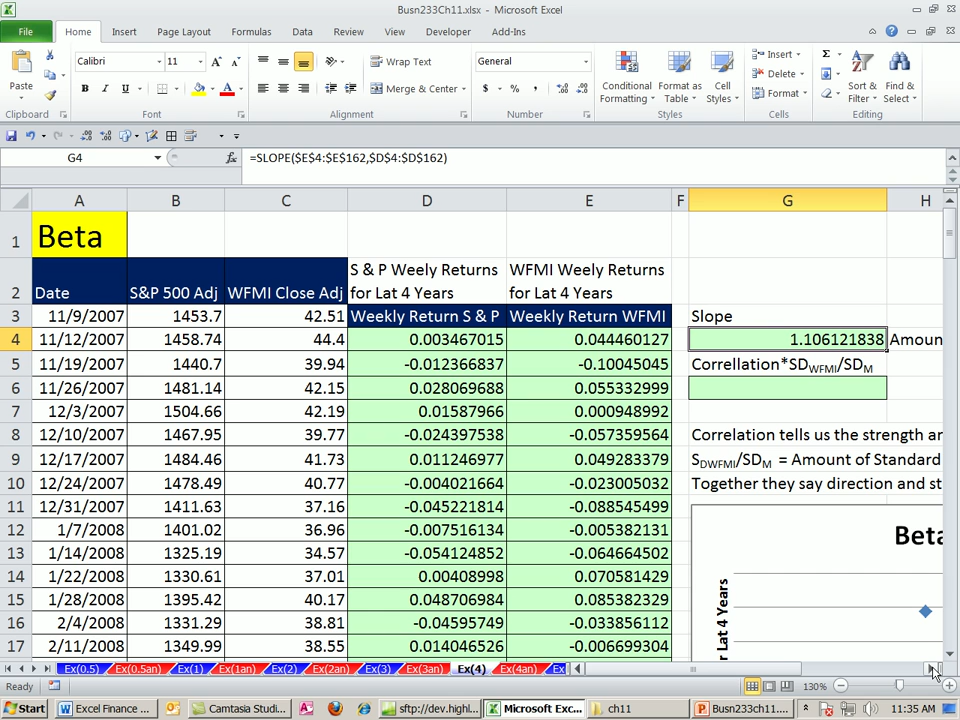 Busn233Ch11.xlsx - Microsoft Excel
File Home Insert Page Layout Formulas Data Review View Developer Add-Ins
Paste
Calibri 11
Wrap Text
Merge & Center
General
Conditional Formatting
Format as Table
Cell Styles
Insert
Delete
Format
Sort & Filter
Find & Select
Clipboard Font Alignment Number Styles Cells Editing
G4 fx =SLOPE($E$4:$E$162,$D$4:$D$162)
A B C D E F G H
1 Beta
S & P Weely Returns WFMI Weely Returns
2 Date S&P 500 Adj WFMI Close Adj for Lat 4 Years for Lat 4 Years
3 11/9/2007 1453.7 42.51 Weekly Return S & P Weekly Return WFMI Slope
4 11/12/2007 1458.74 44.4 0.003467015 0.044460127 1.106121838 Amoun
5 11/19/2007 1440.7 39.94 -0.012366837 -0.10045045 Correllation*SDWFMI/SDM
6 11/26/2007 1481.14 42.15 0.028069688 0.055332999
7 12/3/2007 1504.66 42.19 0.01587966 0.000948992
8 12/10/2007 1467.95 39.77 -0.024397538 -0.057359564 Correlation tells us the strength an
9 12/17/2007 1484.46 41.73 0.011246977 0.049283379 SDWFMI/SDM = Amount of Standard
10 12/24/2007 1478.49 40.77 -0.004021664 -0.023005032 Together they say direction and st
11 12/31/2007 1411.63 37.16 -0.045221814 -0.088545499
12 1/7/2008 1401.02 36.96 -0.007516134 -0.005382131 Beta
13 1/14/2008 1325.19 34.57 -0.054124852 -0.064664502
14 1/22/2008 1330.61 37.01 0.00408998 0.070581429
15 1/28/2008 1395.42 40.17 0.048706984 0.085382329
16 2/4/2008 1331.29 38.81 -0.04595749 -0.033856112
17 2/11/2008 1349.99 38.55 0.014046526 -0.006699304
r Lat 4 Years
Ex(0.5) Ex(0.5an) Ex(1) Ex(1an) Ex(2) Ex(2an) Ex(3) Ex(3an) Ex(4) Ex(4an) Ex
Ready 130%
Start Excel Finance ... Camtasia Studi... sftp://dev.highl... Microsoft Exc... ch11 Busn233ch11.... 11:35 AM